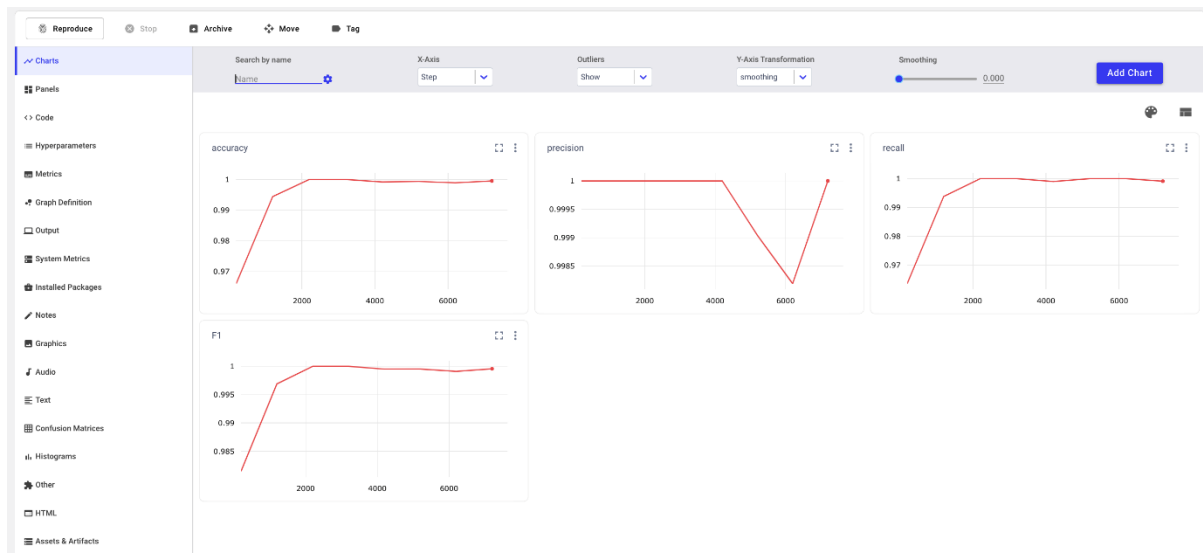 Reproduce Stop Archive Move Tag
Charts
Panels
<> Code
Hyperparameters
Metrics
Graph Definition
Output
System Metrics
Installed Packages
Notes
Graphics
Audio
Text
Confusion Matrices
Histograms
Other
HTML
Assets & Artifacts
Search by name X-Axis Outliers Y-Axis Transformation Smoothing
Name Step Show smoothing 0.000 Add Chart
accuracy
1
0.99
0.98
0.97
2000 4000 6000
precision
1
0.9995
0.999
0.9985
2000 4000 6000
recall
1
0.99
0.98
0.97
2000 4000 6000
F1
1
0.995
0.99
0.985
2000 4000 6000